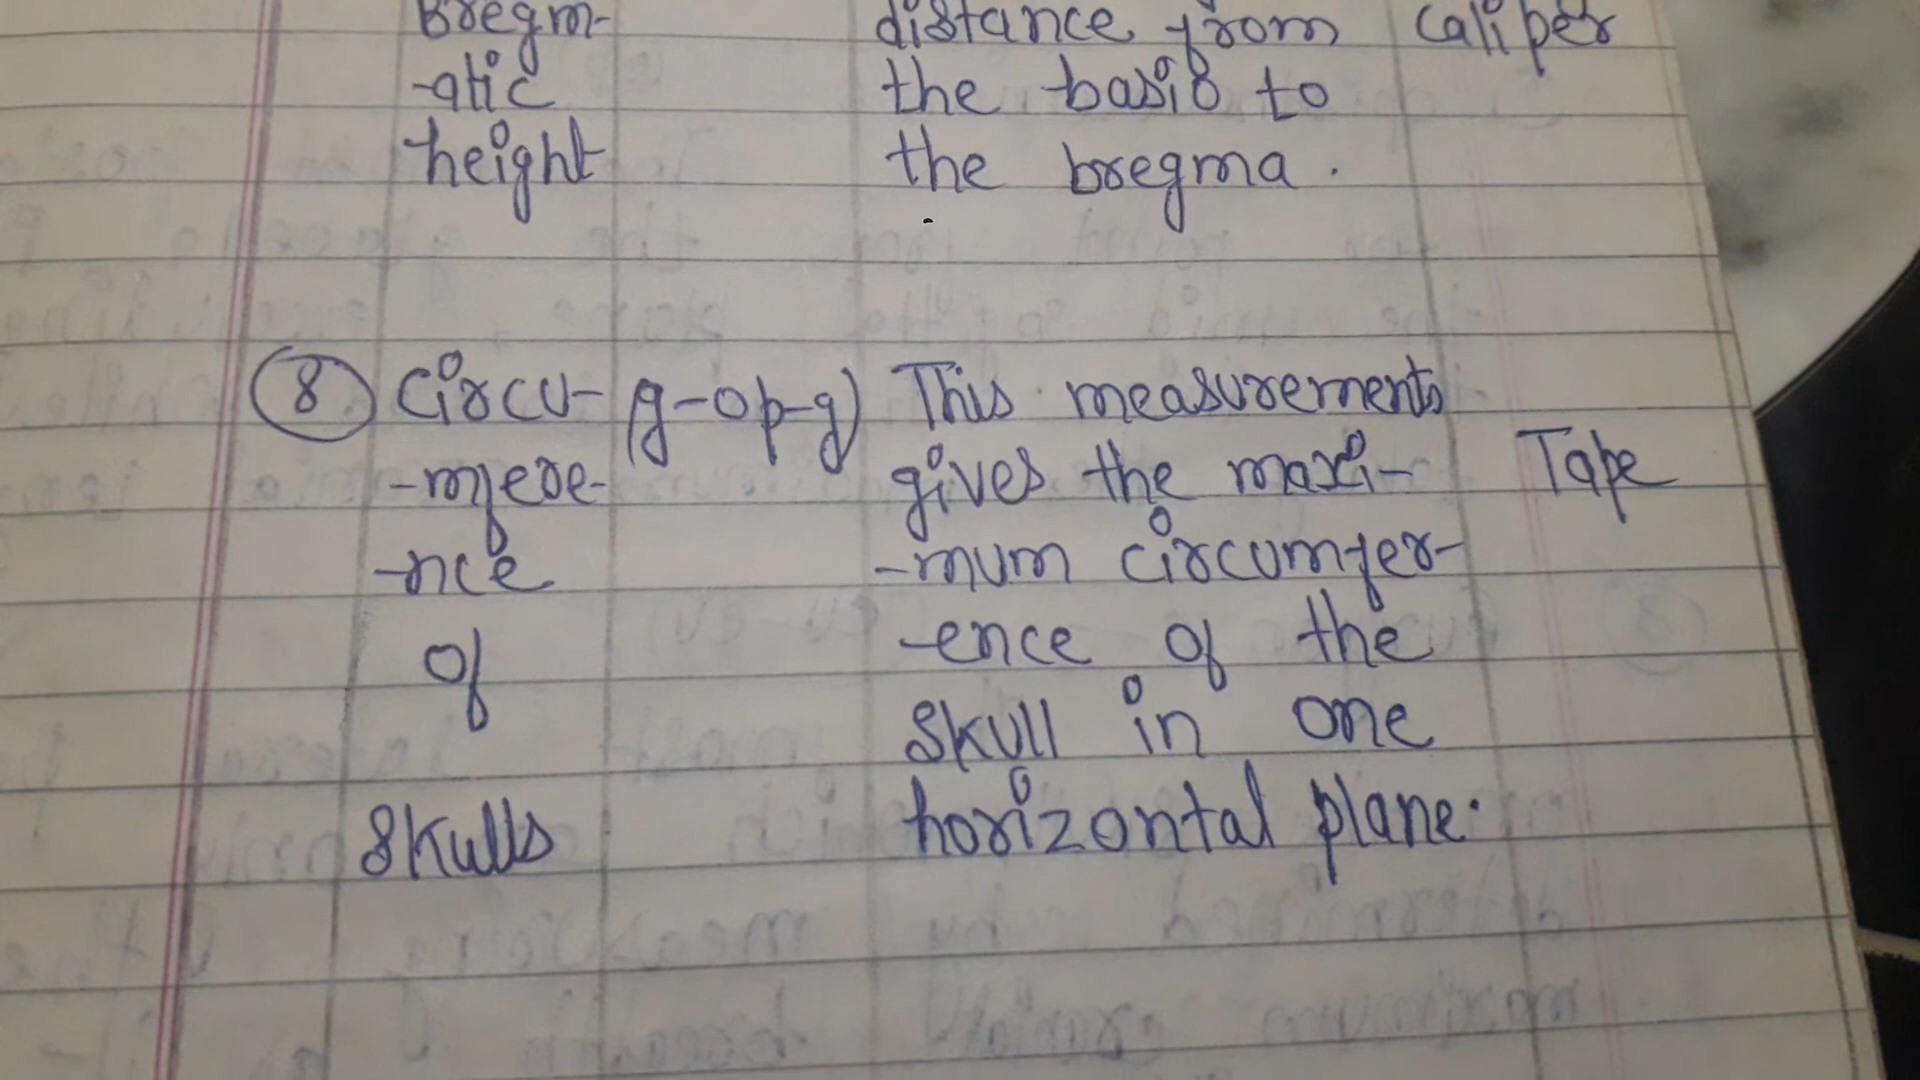 Bregm- distance from caliper
-atic the basio to
height the bregma.
⑧ Circu- (g-op-g) This measurements
-mfere- gives the maxi- Tape
-nce -mum circumfer-
of -ence of the
skull in one
Skulls horizontal plane.